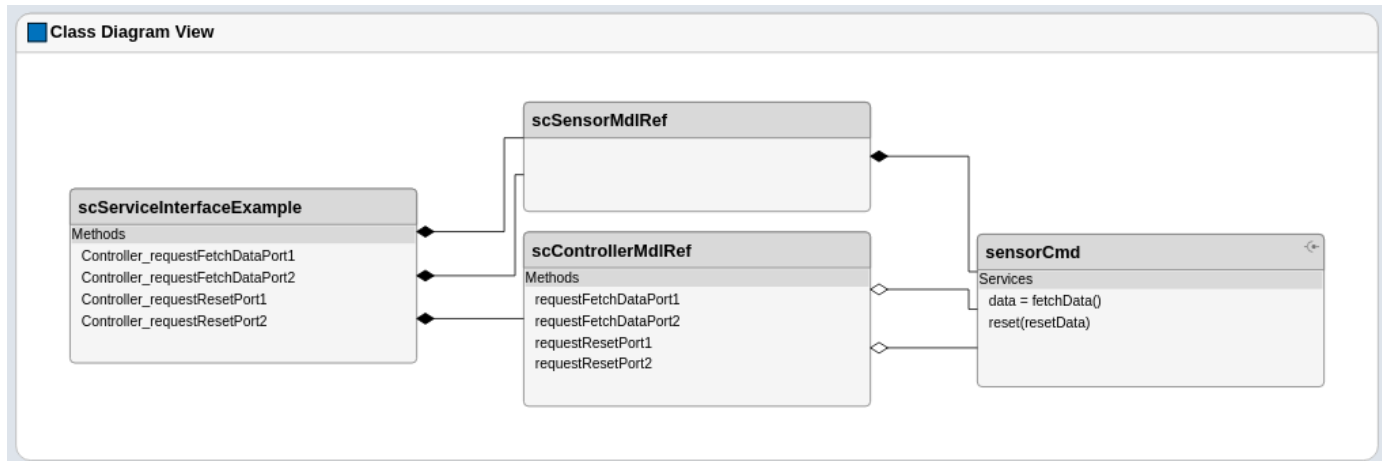 Class Diagram View
scSensorMdlRef
scServiceInterfaceExample
Methods
Controller_requestFetchDataPort1
Controller_requestFetchDataPort2
Controller_requestResetPort1
Controller_requestResetPort2
scControllerMdlRef
Methods
requestFetchDataPort1
requestFetchDataPort2
requestResetPort1
requestResetPort2
sensorCmd
Services
data = fetchData()
reset(resetData)